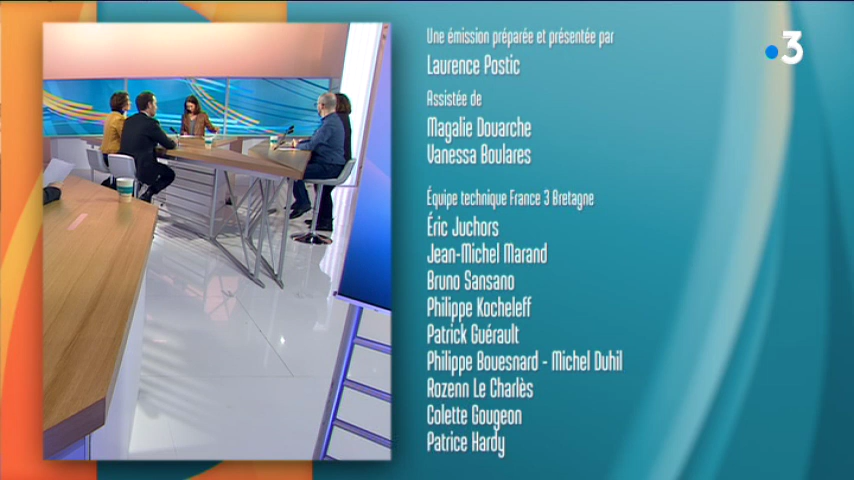 Une émission préparée et présentée par
Laurence Postic
Assistée de
Magalie Douarche
Vanessa Boulares
Équipe technique France 3 Bretagne
Éric Juchors
Jean-Michel Marand
Bruno Sansano
Philippe Kocheleff
Patrick Guérault
Philippe Bouesnard - Michel Duhil
Rozenn Le Charlès
Colette Gougeon
Patrice Hardy
3